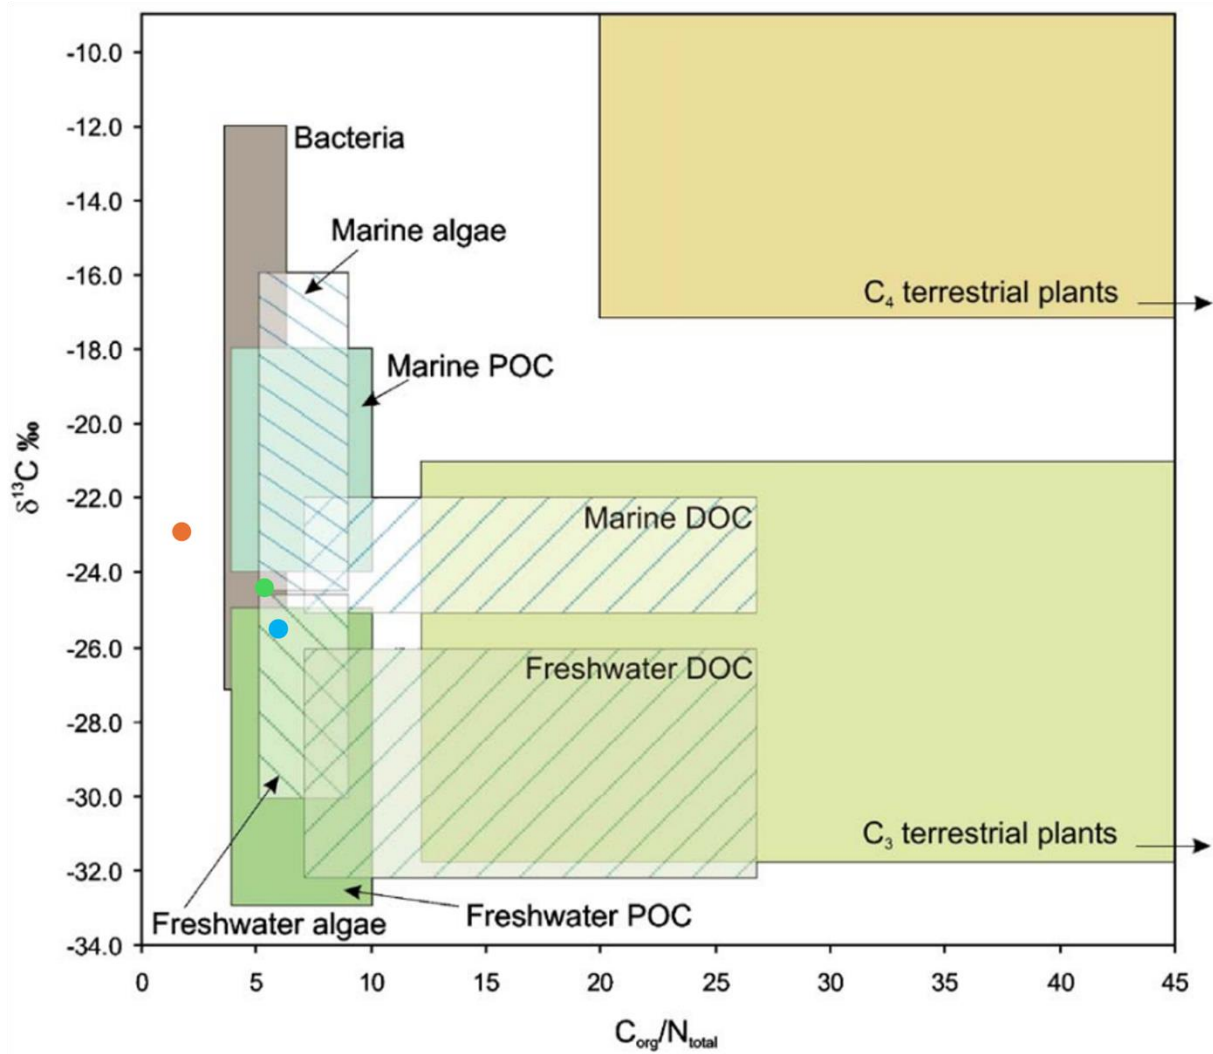 -10.0
-12.0
Bacteria
-14.0
Marine algae
-16.0
C₄ terrestrial plants
-18.0
Marine POC
-20.0
δ¹³C ‰
-22.0
Marine DOC
-24.0
-26.0
Freshwater DOC
-28.0
-30.0
C₃ terrestrial plants
-32.0
Freshwater algae
Freshwater POC
-34.0
0 5 10 15 20 25 30 35 40 45
Corg/Ntotal